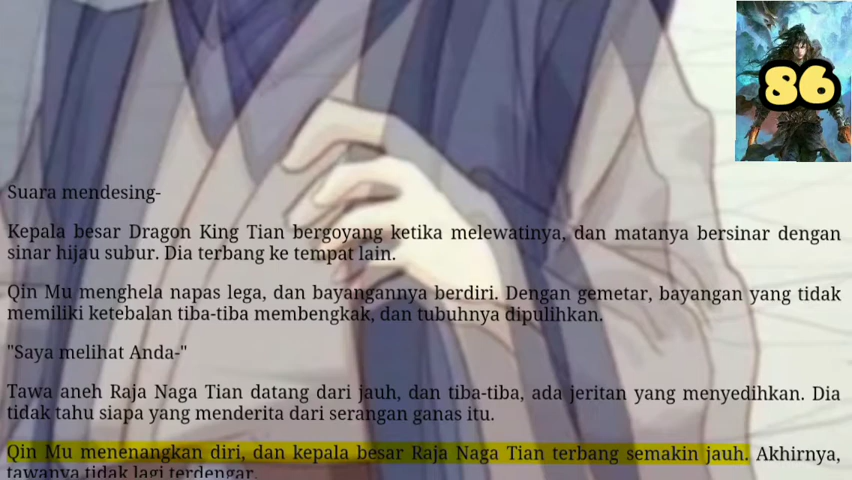 86
Suara mendesing-
Kepala besar Dragon King Tian bergoyang ketika melewatinya, dan matanya bersinar dengan
sinar hijau subur. Dia terbang ke tempat lain.
Qin Mu menghela napas lega, dan bayangannya berdiri. Dengan gemetar, bayangan yang tidak
memiliki ketebalan tiba-tiba membengkak, dan tubuhnya dipulihkan.
"Saya melihat Anda-"
Tawa aneh Raja Naga Tian datang dari jauh, dan tiba-tiba, ada jeritan yang menyedihkan. Dia
tidak tahu siapa yang menderita dari serangan ganas itu.
Qin Mu menenangkan diri, dan kepala besar Raja Naga Tian terbang semakin jauh. Akhirnya,
tawanya tidak lagi terdengar.